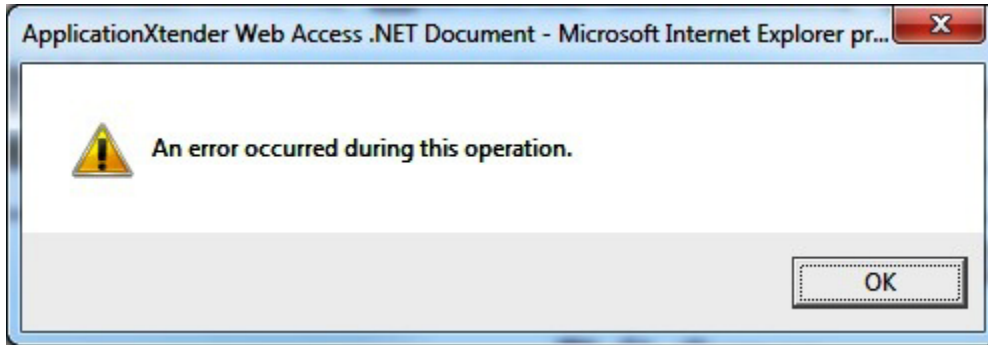 ApplicationXtender Web Access .NET Document - Microsoft Internet Explorer pr...
An error occurred during this operation.
OK